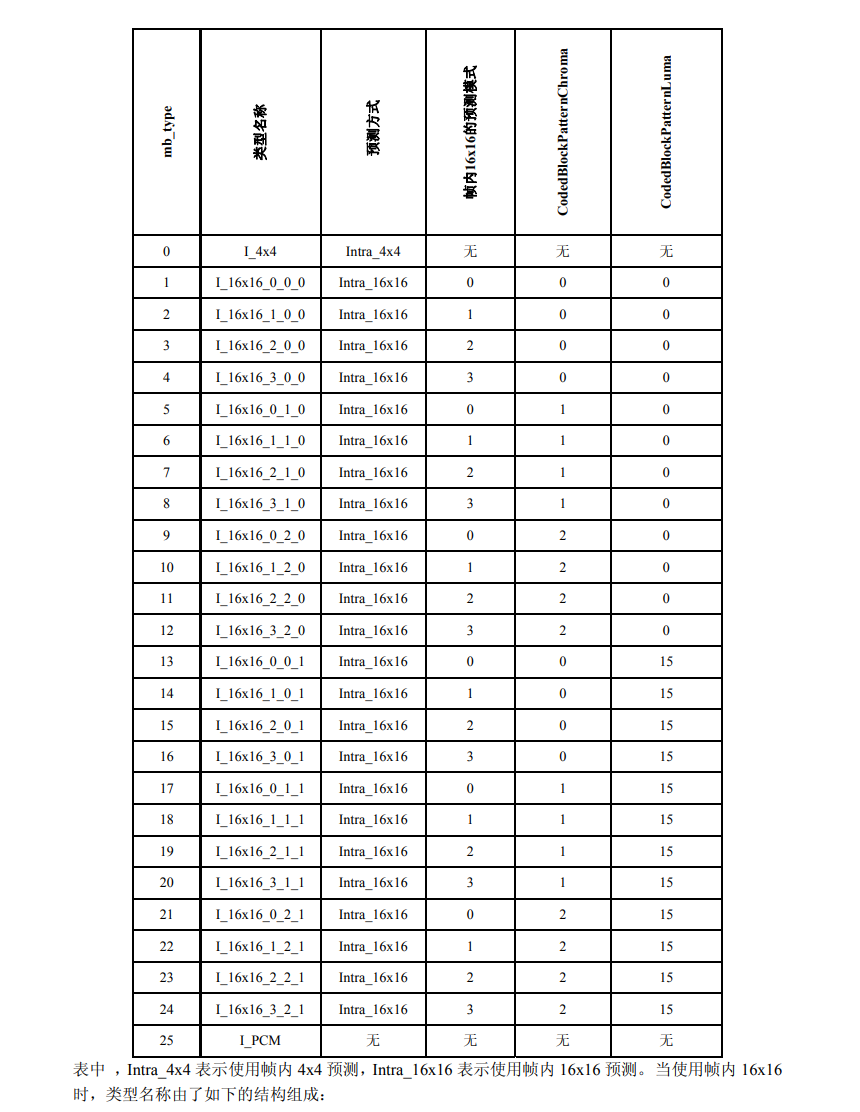 mb_type 类型名称 预测方式 帧内16x16的预测模式 CodedBlockPatternChroma CodedBlockPatternLuma
0 I_4x4 Intra_4x4 无 无 无
1 I_16x16_0_0_0 Intra_16x16 0 0 0
2 I_16x16_1_0_0 Intra_16x16 1 0 0
3 I_16x16_2_0_0 Intra_16x16 2 0 0
4 I_16x16_3_0_0 Intra_16x16 3 0 0
5 I_16x16_0_1_0 Intra_16x16 0 1 0
6 I_16x16_1_1_0 Intra_16x16 1 1 0
7 I_16x16_2_1_0 Intra_16x16 2 1 0
8 I_16x16_3_1_0 Intra_16x16 3 1 0
9 I_16x16_0_2_0 Intra_16x16 0 2 0
10 I_16x16_1_2_0 Intra_16x16 1 2 0
11 I_16x16_2_2_0 Intra_16x16 2 2 0
12 I_16x16_3_2_0 Intra_16x16 3 2 0
13 I_16x16_0_0_1 Intra_16x16 0 0 15
14 I_16x16_1_0_1 Intra_16x16 1 0 15
15 I_16x16_2_0_1 Intra_16x16 2 0 15
16 I_16x16_3_0_1 Intra_16x16 3 0 15
17 I_16x16_0_1_1 Intra_16x16 0 1 15
18 I_16x16_1_1_1 Intra_16x16 1 1 15
19 I_16x16_2_1_1 Intra_16x16 2 1 15
20 I_16x16_3_1_1 Intra_16x16 3 1 15
21 I_16x16_0_2_1 Intra_16x16 0 2 15
22 I_16x16_1_2_1 Intra_16x16 1 2 15
23 I_16x16_2_2_1 Intra_16x16 2 2 15
24 I_16x16_3_2_1 Intra_16x16 3 2 15
25 I_PCM 无 无 无 无
表中 ,Intra_4x4 表示使用帧内 4x4 预测,Intra_16x16 表示使用帧内 16x16 预测。当使用帧内 16x16
时，类型名称由了如下的结构组成：